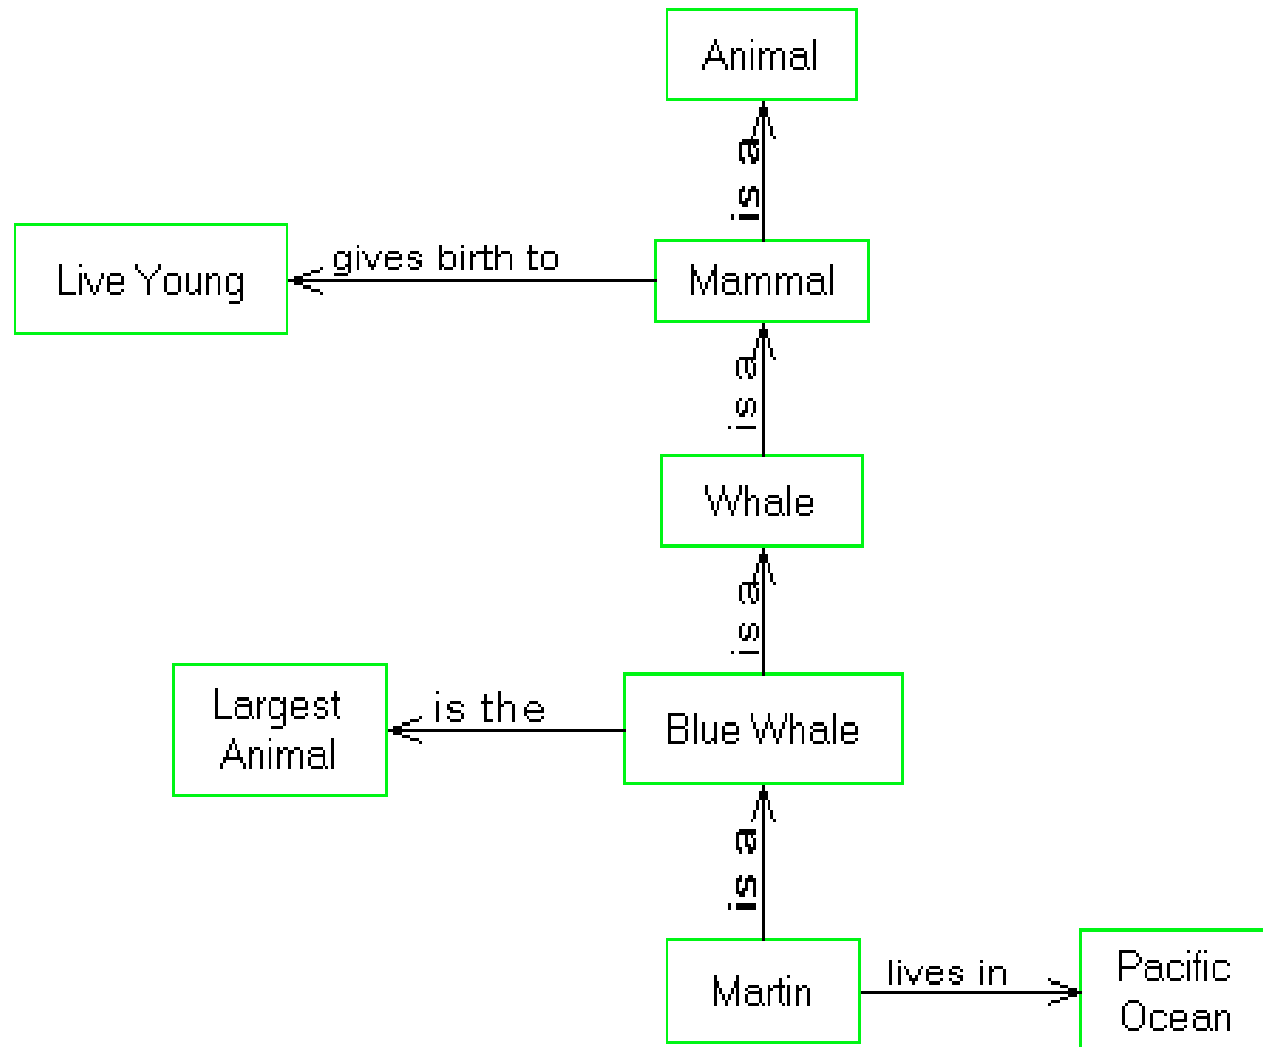 Animal
is a
gives birth to
Live Young
Mammal
is a
Whale
is a
Largest
Animal
is the
Blue Whale
is a
Martin
lives in
Pacific
Ocean